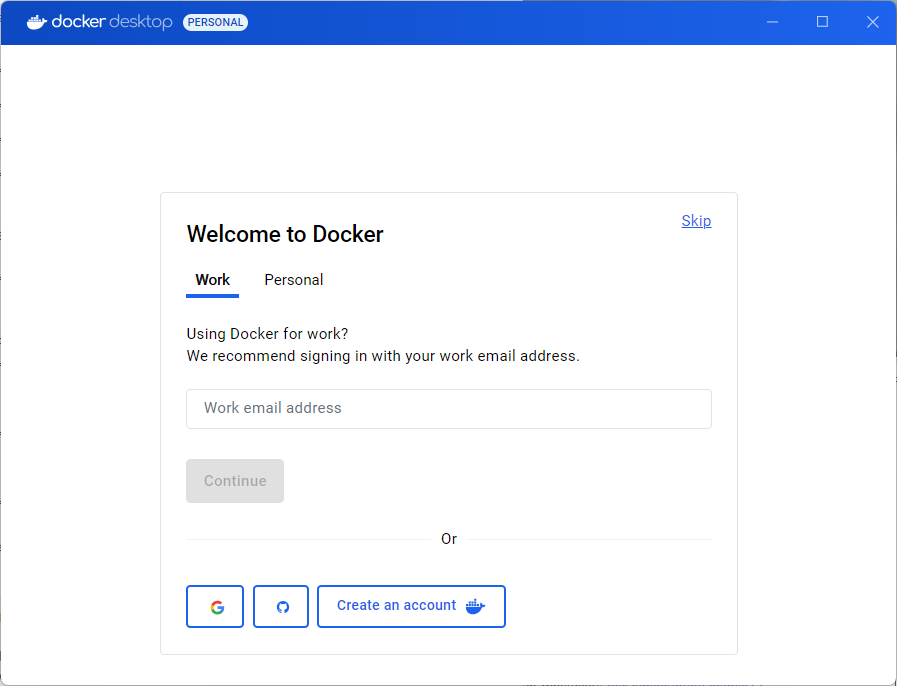 docker desktop PERSONAL
Skip
Welcome to Docker
Work Personal
Using Docker for work?
We recommend signing in with your work email address.
Work email address
Continue
Or
Create an account